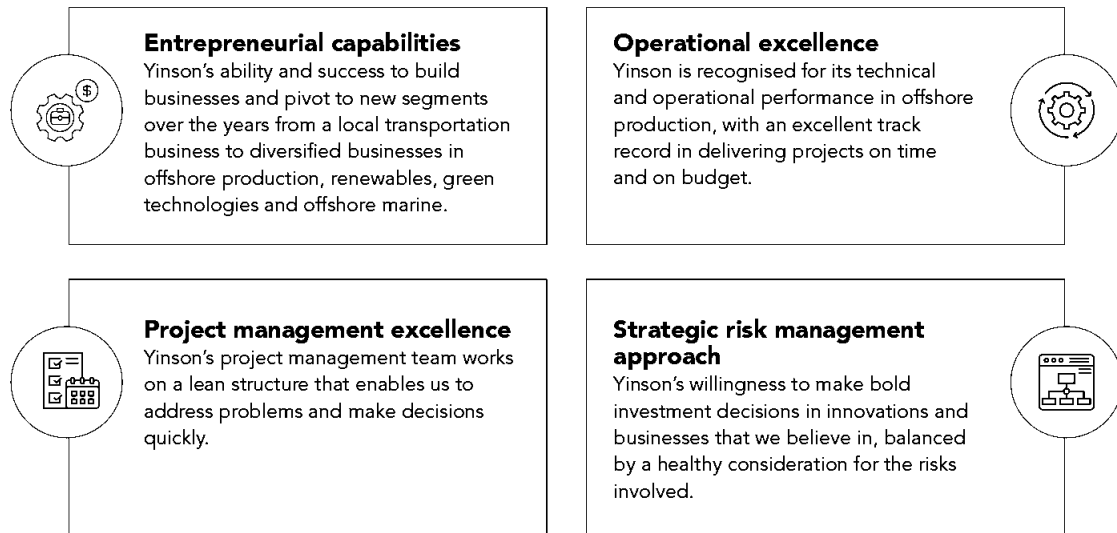 Entrepreneurial capabilities
Yinson's ability and success to build
businesses and pivot to new segments
over the years from a local transportation
business to diversified businesses in
offshore production, renewables, green
technologies and offshore marine.
Operational excellence
Yinson is recognised for its technical
and operational performance in offshore
production, with an excellent track
record in delivering projects on time
and on budget.
Project management excellence
Yinson's project management team works
on a lean structure that enables us to
address problems and make decisions
quickly.
Strategic risk management
approach
Yinson's willingness to make bold
investment decisions in innovations and
businesses that we believe in, balanced
by a healthy consideration for the risks
involved.